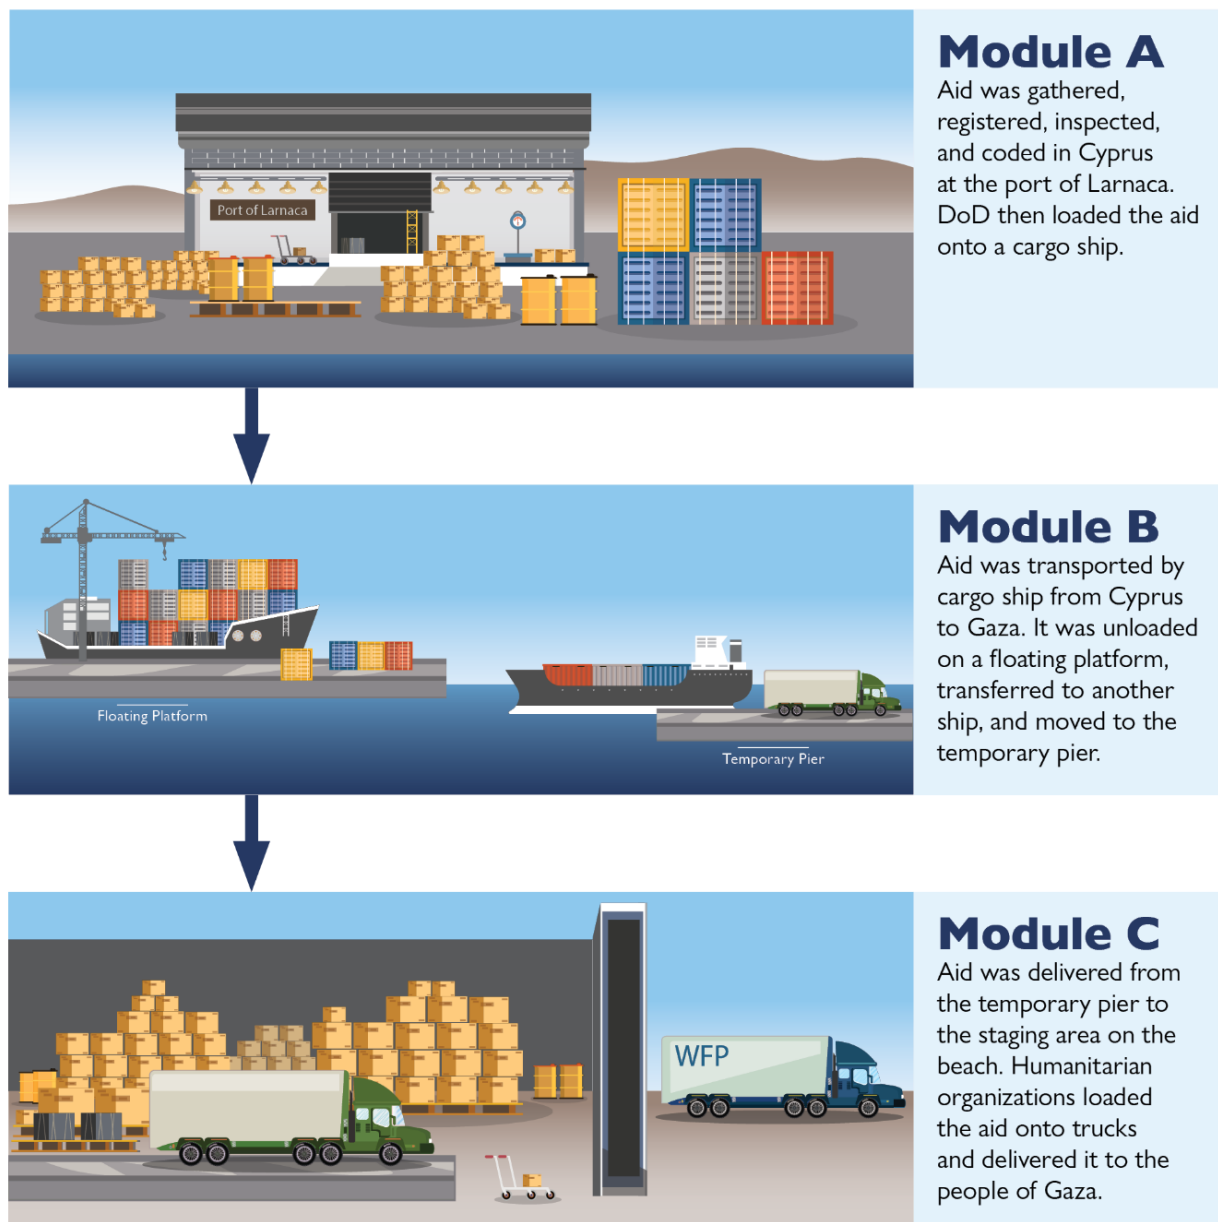 Module A
Aid was gathered,
registered, inspected,
and coded in Cyprus
at the port of Larnaca.
DoD then loaded the aid
onto a cargo ship.
Port of Larnaca
Module B
Aid was transported by
cargo ship from Cyprus
to Gaza. It was unloaded
on a floating platform,
transferred to another
ship, and moved to the
temporary pier.
Floating Platform
Temporary Pier
Module C
Aid was delivered from
the temporary pier to
the staging area on the
beach. Humanitarian
organizations loaded
the aid onto trucks
and delivered it to the
people of Gaza.
WFP